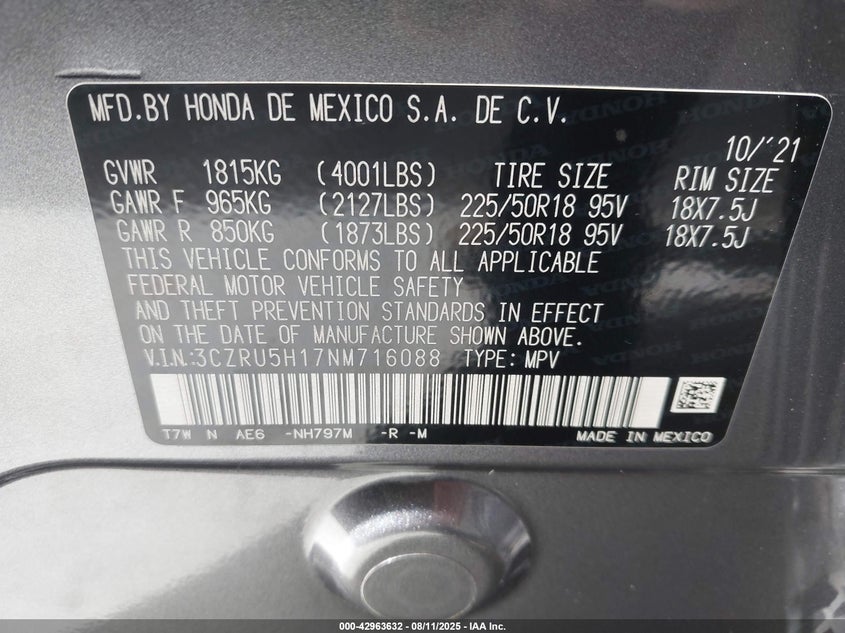 MFD.BY HONDA DE MEXICO S.A. DE C.V.
10/'21
GVWR 1815KG (4001LBS) TIRE SIZE RIM SIZE
GAWR F 965KG (2127LBS) 225/50R18 95V 18X7.5J
GAWR R 850KG (1873LBS) 225/50R18 95V 18X7.5J
THIS VEHICLE CONFORMS TO ALL APPLICABLE
FEDERAL MOTOR VEHICLE SAFETY
AND THEFT PREVENTION STANDARDS IN EFFECT
ON THE DATE OF MANUFACTURE SHOWN ABOVE.
V.I.N.:3CZRU5H17NM716088 TYPE: MPV
T7W N AE6 -NH797M -R -M MADE IN MEXICO
000-42963632 - 08/11/2025 - IAA Inc.